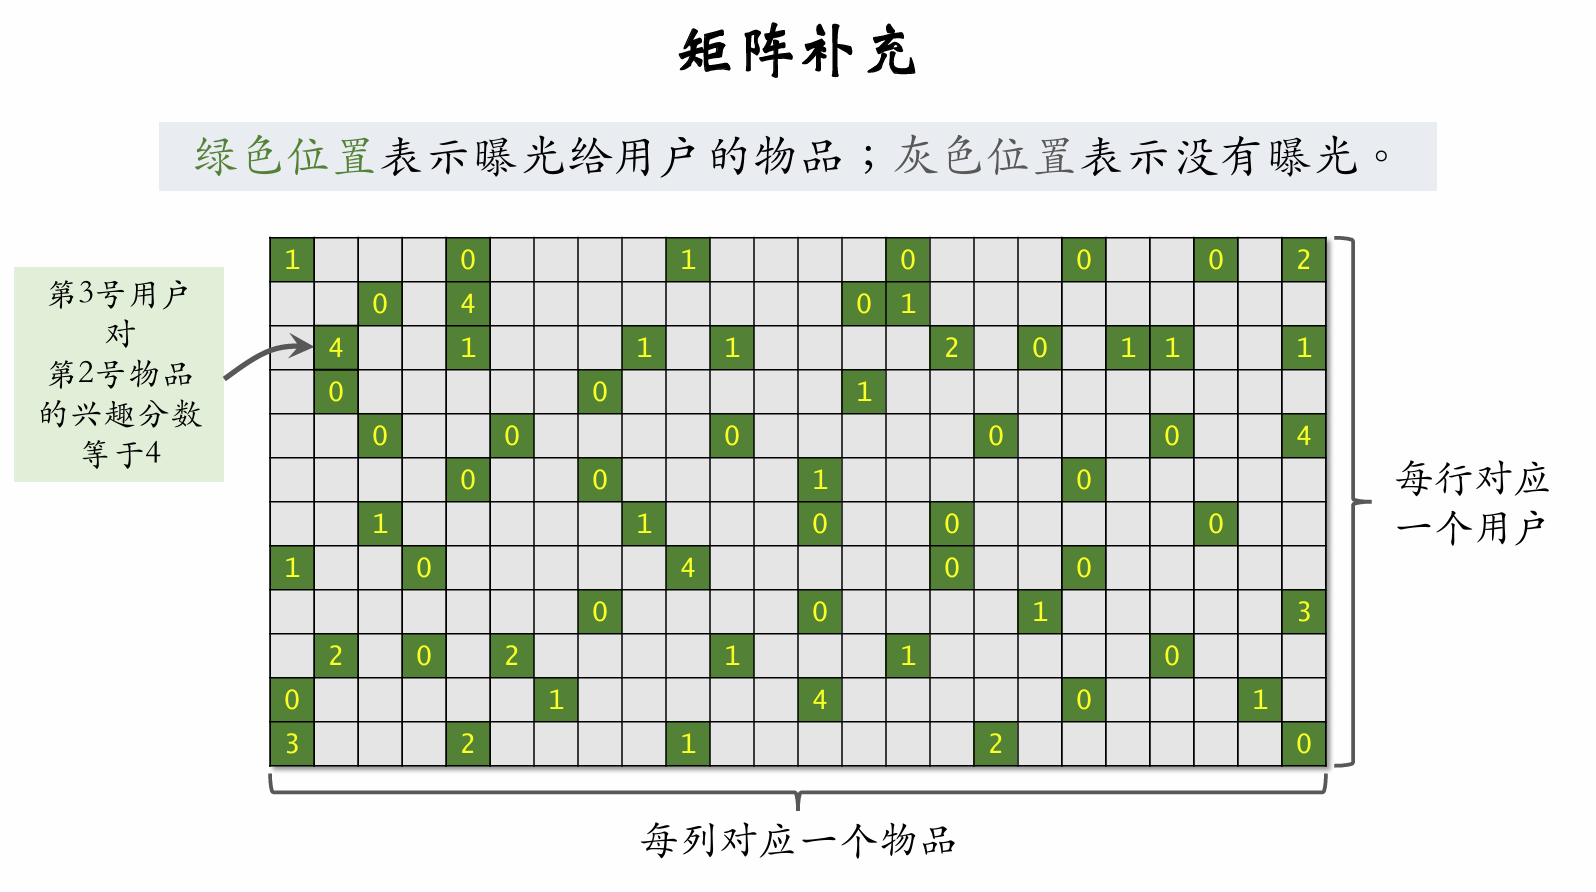 矩阵补充
绿色位置表示曝光给用户的物品；灰色位置表示没有曝光。
1 0 1 0 0 0 2
0 4 0 1
4 1 1 1 2 0 1 1 1
0 0 1
0 0 0 0 0 4
0 0 1 0
1 1 0 0 0
1 0 4 0 0
0 0 1 3
2 0 2 1 1 0
0 1 4 0 1
3 2 1 2 0
第3号用户
对
第2号物品
的兴趣分数
等于4
每行对应
一个用户
每列对应一个物品